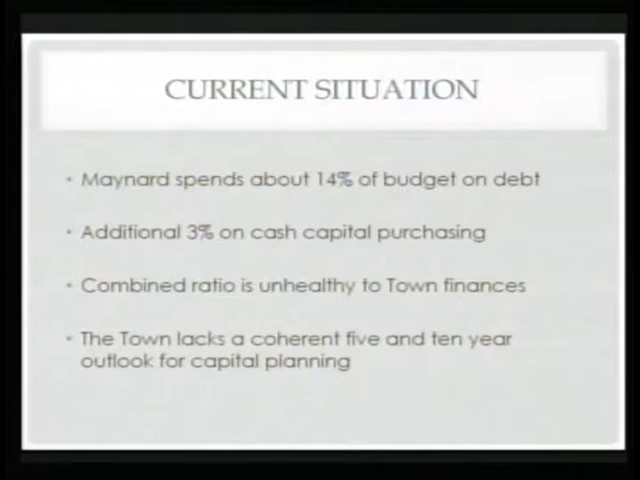 CURRENT SITUATION
• Maynard spends about 14% of budget on debt
• Additional 3% on cash capital purchasing
• Combined ratio is unhealthy to Town finances
• The Town lacks a coherent five and ten year
outlook for capital planning